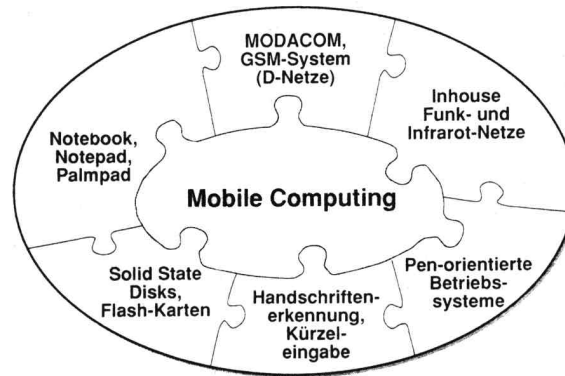 MODACOM,
GSM-System
(D-Netze)
Inhouse
Funk- und
Infrarot-Netze
Notebook,
Notepad,
Palmpad
Mobile Computing
Pen-orientierte
Betriebs-
systeme
Solid State
Disks,
Flash-Karten
Handschriften-
erkennung,
Kürzel-
eingabe